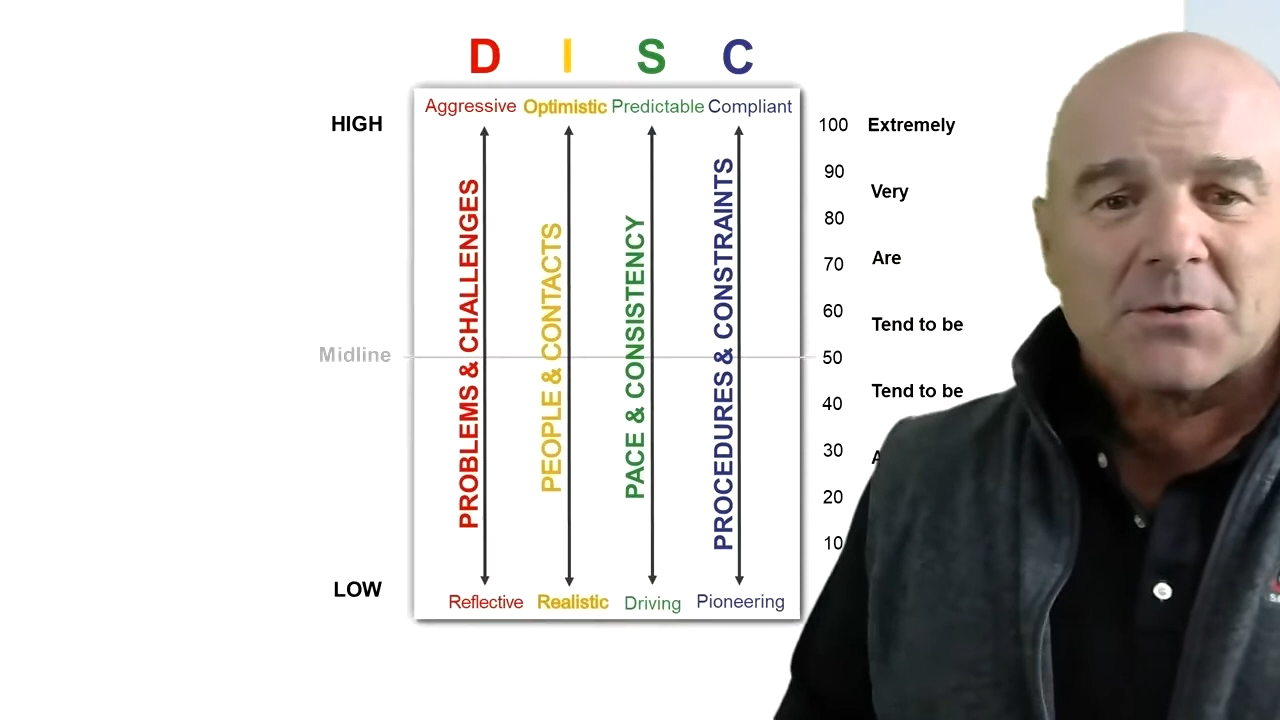 D I S C
Aggressive Optimistic Predictable Compliant
HIGH
100 Extremely
90
Very
80
Are
70
60
Tend to be
Midline
50
Tend to be
40
30
20
10
PROBLEMS & CHALLENGES
PEOPLE & CONTACTS
PACE & CONSISTENCY
PROCEDURES & CONSTRAINTS
LOW
Reflective Realistic Driving Pioneering